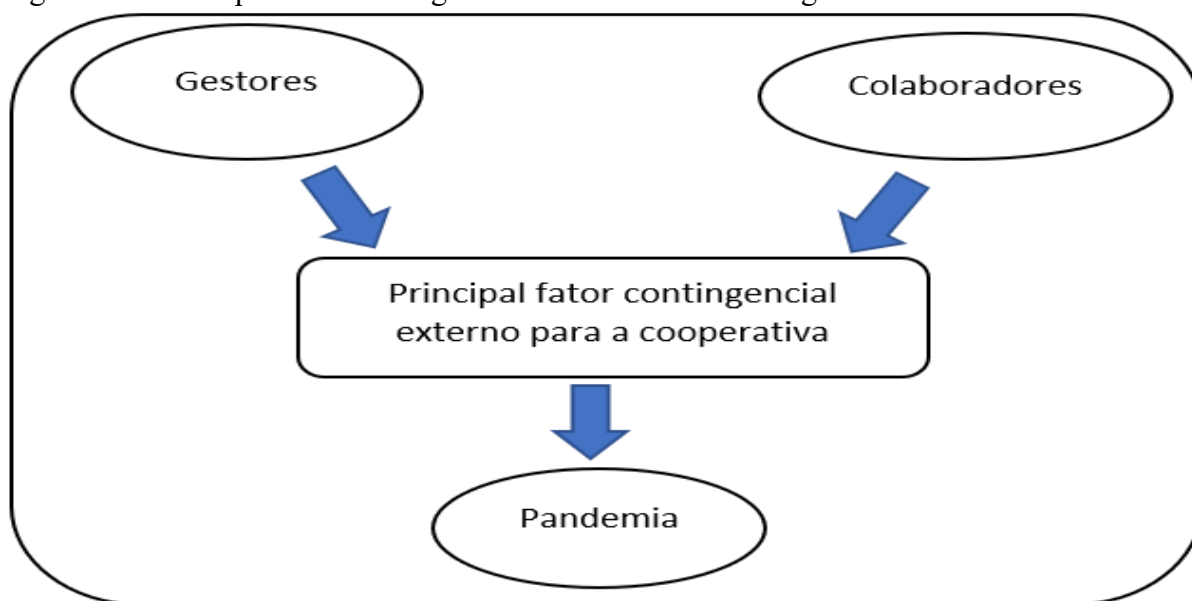 Gestores
Colaboradores
Principal fator contingencial
externo para a cooperativa
Pandemia